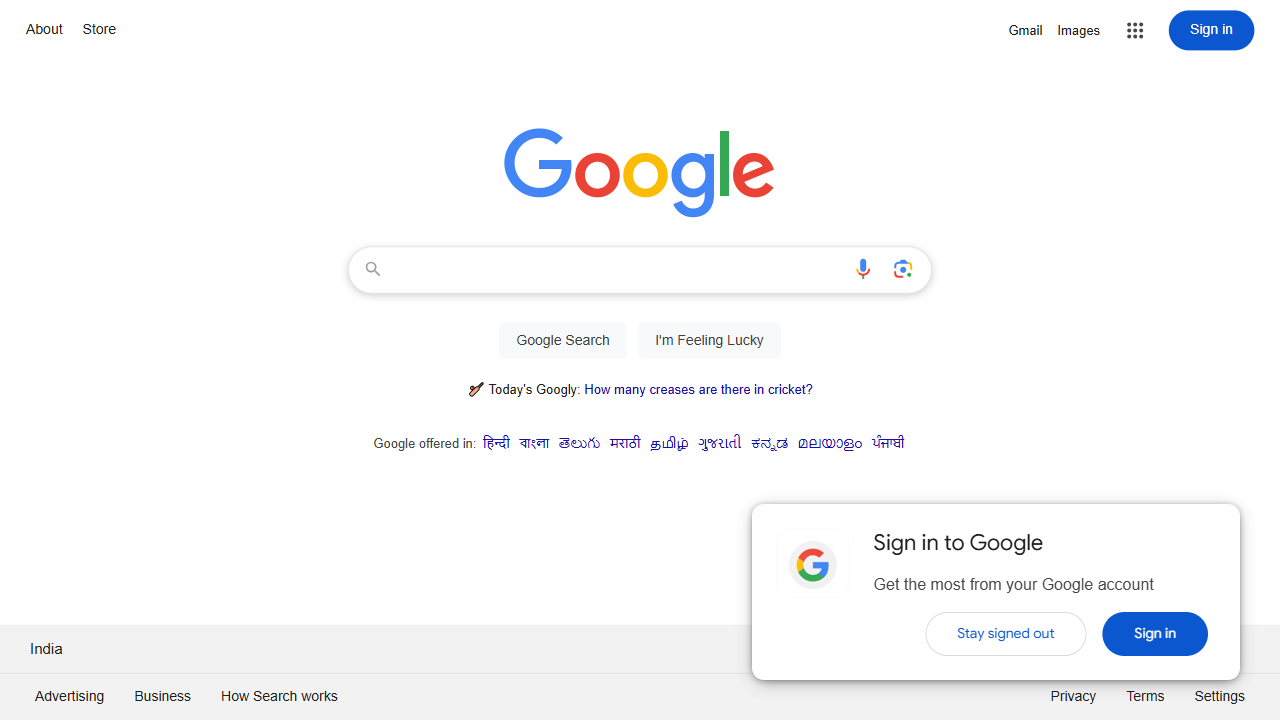 About Store Gmail Images Sign in
Google
Google Search I'm Feeling Lucky
Today's Googly: How many creases are there in cricket?
Google offered in: हिन्दी বাংলা తెలుగు मराठी தமிழ் ગુજરાતી ಕನ್ನಡ മലയാളം ਪੰਜਾਬੀ
Sign in to Google
Get the most from your Google account
Stay signed out Sign in
India
Advertising Business How Search works Privacy Terms Settings